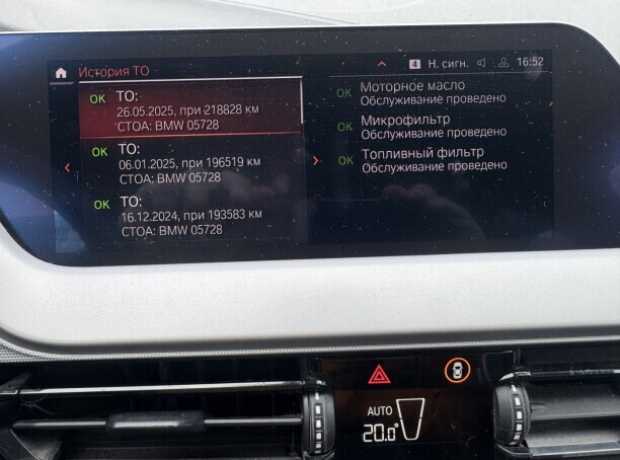 История ТО
4 Н. сигн. 16:52
OK ТО:
26.05.2025, при 218828 км
СТОА: BMW 05728
OK ТО:
06.01.2025, при 196519 км
СТОА: BMW 05728
OK ТО:
16.12.2024, при 193583 км
СТОА: BMW 05728
OK Моторное масло
Обслуживание проведено
OK Микрофильтр
Обслуживание проведено
OK Топливный фильтр
Обслуживание проведено
AUTO
20.0°